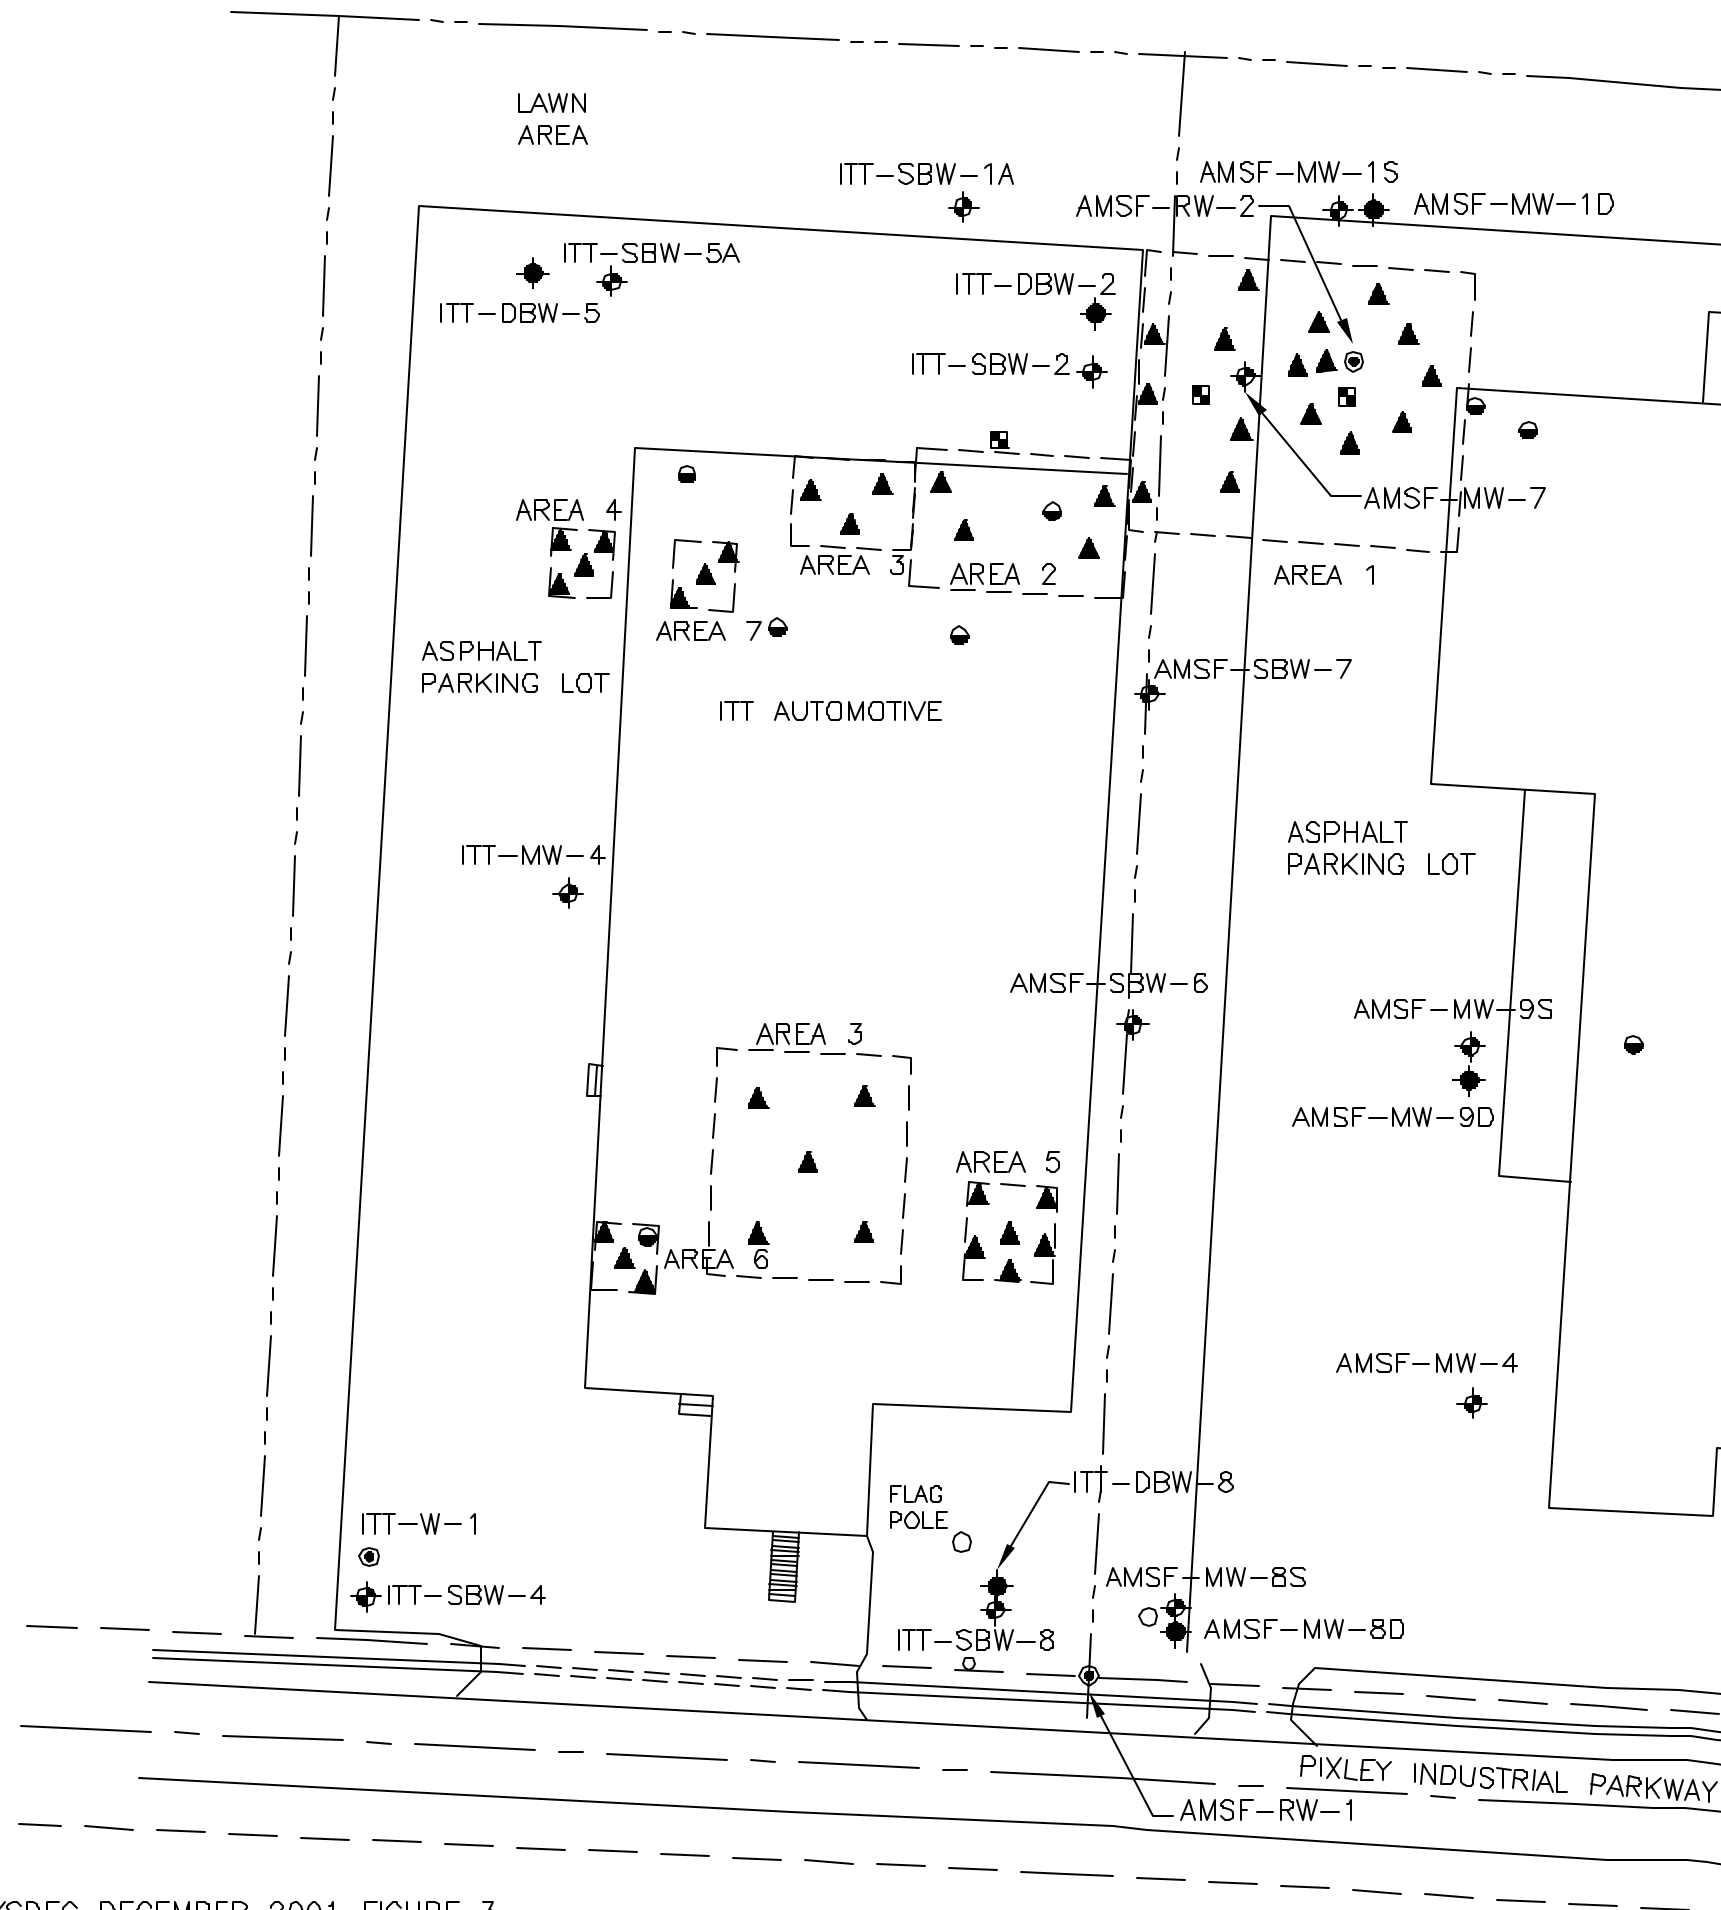 LAWN
AREA
ITT-SBW-1A
AMSF-MW-1S
AMSF-RW-2
AMSF-MW-1D
ITT-SBW-5A
ITT-DBW-5
ITT-DBW-2
ITT-SBW-2
AMSF-MW-7
AREA 4
AREA 3
AREA 2
AREA 1
AREA 7
ASPHALT
PARKING LOT
AMSF-SBW-7
ITT AUTOMOTIVE
ASPHALT
PARKING LOT
ITT-MW-4
AMSF-SBW-6
AMSF-MW-9S
AREA 3
AMSF-MW-9D
AREA 5
AREA 6
AMSF-MW-4
ITT-DBW-8
FLAG
POLE
ITT-W-1
AMSF-MW-8S
ITT-SBW-4
AMSF-MW-8D
ITT-SBW-8
PIXLEY INDUSTRIAL PARKWAY
AMSF-RW-1
DECEMBER 2001 FIGURE 3